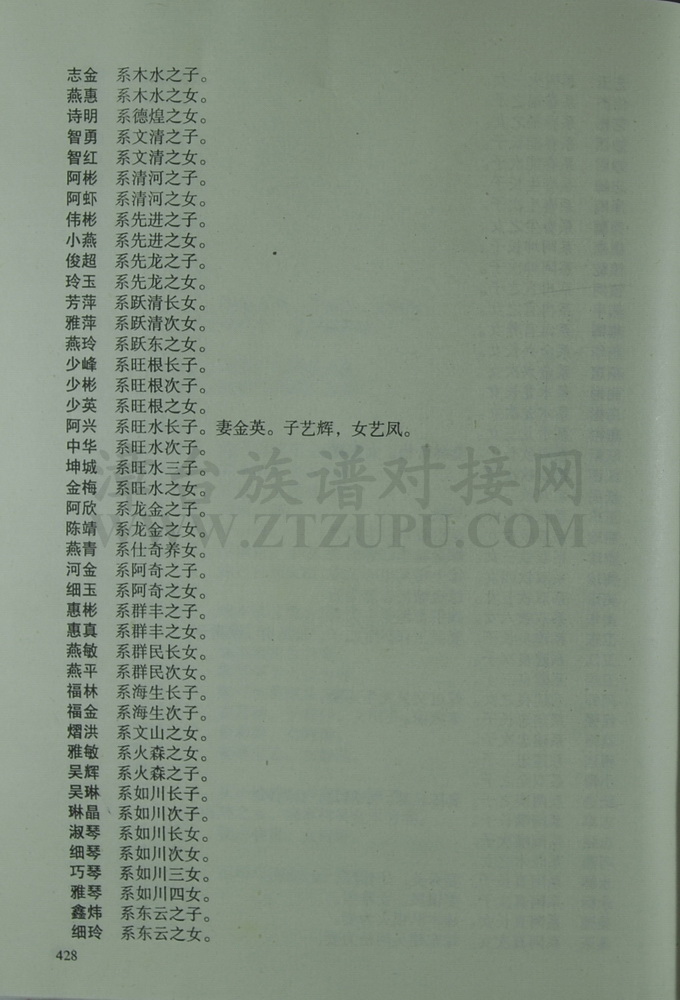 志金 系木水之子。
燕惠 系木水之女。
诗明 系德煌之女。
智勇 系文清之子。
智红 系文清之女。
阿彬 系清河之子。
阿虾 系清河之女。
伟彬 系先进之子。
小燕 系先进之女。
俊超 系先龙之子。
玲玉 系先龙之女。
芳萍 系跃清长女。
雅萍 系跃清次女。
燕玲 系跃东之女。
少峰 系旺根长子。
少彬 系旺根次子。
少英 系旺根之女。
阿兴 系旺水长子。妻金英。子艺辉，女艺凤。
中华 系旺水次子。
坤城 系旺水三子。
金梅 系旺水之女。
阿欣 系龙金之子。
陈靖 系龙金之女。
燕青 系仕奇养女。
河金 系阿奇之子。
细玉 系阿奇之女。
惠彬 系群丰之子。
惠真 系群丰之女。
燕敏 系群民长女。
燕平 系群民次女。
福林 系海生长子。
福金 系海生次子。
熠洪 系文山之女。
雅敏 系火森之女。
吴辉 系火森之子。
吴琳 系如川长子。
琳晶 系如川次子。
淑琴 系如川长女。
细琴 系如川次女。
巧琴 系如川三女。
雅琴 系如川四女。
鑫炜 系东云之子。
细玲 系东云之女。
428
台族谱对接网
WWW.ZTZUPU.COM